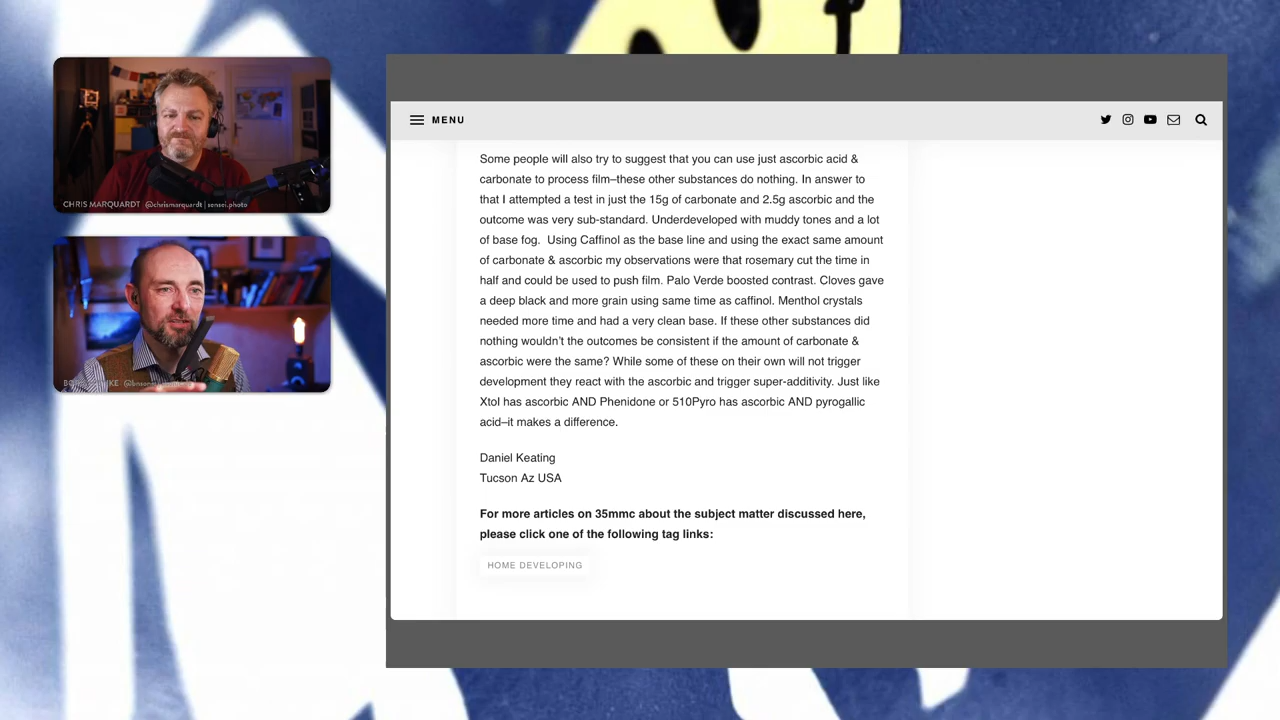 CHRIS MARQUARDT @chrismarquardt | sensei.photo
MENU
Some people will also try to suggest that you can use just ascorbic acid &
carbonate to process film–these other substances do nothing. In answer to
that I attempted a test in just the 15g of carbonate and 2.5g ascorbic and the
outcome was very sub-standard. Underdeveloped with muddy tones and a lot
of base fog.  Using Caffinol as the base line and using the exact same amount
of carbonate & ascorbic my observations were that rosemary cut the time in
half and could be used to push film. Palo Verde boosted contrast. Cloves gave
a deep black and more grain using same time as caffinol. Menthol crystals
needed more time and had a very clean base. If these other substances did
nothing wouldn't the outcomes be consistent if the amount of carbonate &
ascorbic were the same? While some of these on their own will not trigger
development they react with the ascorbic and trigger super-additivity. Just like
Xtol has ascorbic AND Phenidone or 510Pyro has ascorbic AND pyrogallic
acid–it makes a difference.
Daniel Keating
Tucson Az USA
For more articles on 35mmc about the subject matter discussed here,
please click one of the following tag links:
HOME DEVELOPING